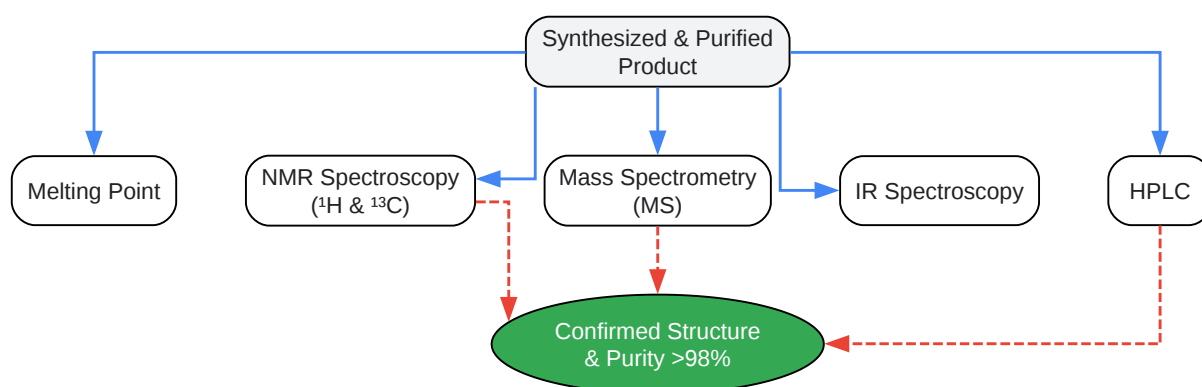 Synthesized & Purified
Product
Melting Point
NMR Spectroscopy
(¹H & ¹³C)
Mass Spectrometry
(MS)
IR Spectroscopy
HPLC
Confirmed Structure
& Purity >98%